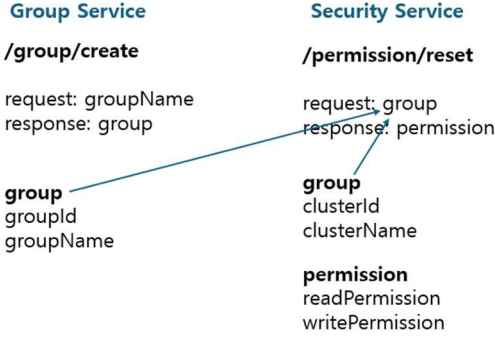 Group Service
/group/create
request: groupName
response: group
group
groupId
groupName
Security Service
/permission/reset
request: group
response: permission
group
clusterId
clusterName
permission
readPermission
writePermission